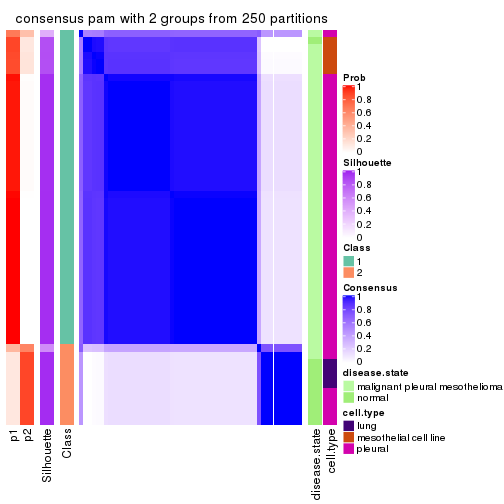 consensus pam with 2 groups from 250 partitions
Prob
1
0.8
0.6
0.4
0.2
0
Silhouette
1
0.8
0.6
0.4
0.2
0
Class
1
2
Consensus
1
0.8
0.6
0.4
0.2
0
disease.state
malignant pleural mesothelioma
normal
cell.type
lung
mesothelial cell line
pleural
p1
p2
Silhouette
Class
disease.state
cell.type